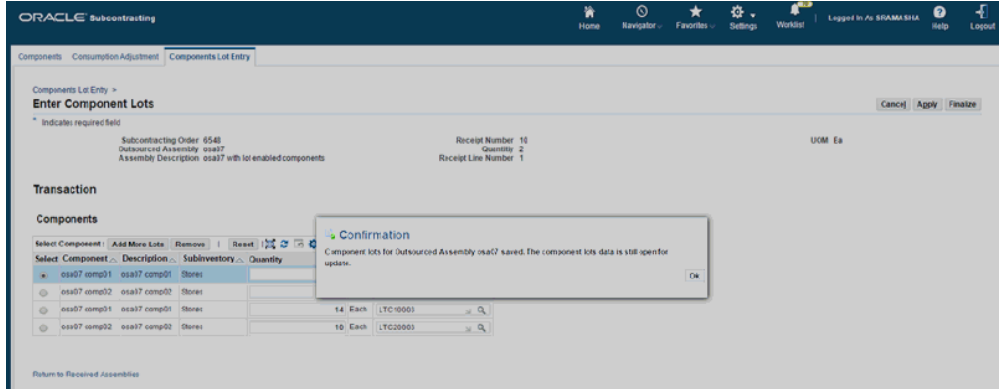 ORACLE Subcontracting
Home Navigator Favorites Settings Worklist Logged In As SRAMASHA Help Logout
Components Consumption Adjustment Components Lot Entry
Components Lot Entry >
Enter Component Lots
Cancel Apply Finalize
* Indicates required field
Subcontracting Order 6548 Receipt Number 10 UOM Ea
Outsourced Assembly osa07 Quantity 2
Assembly Description osa07 with lot enabled components Receipt Line Number 1
Transaction
Components
Select Component: Add More Lots Remove | Reset
Select Component Description Subinventory Quantity
osa07 comp01 osa07 comp01 Stores
osa07 comp02 osa07 comp02 Stores
osa07 comp01 osa07 comp01 Stores 14 Each LTC10003
osa07 comp02 osa07 comp02 Stores 10 Each LTC20003
Confirmation
Component lots for Outsourced Assembly osa07 saved. The component lots data is still open for
update.
Ok
Return to Received Assemblies